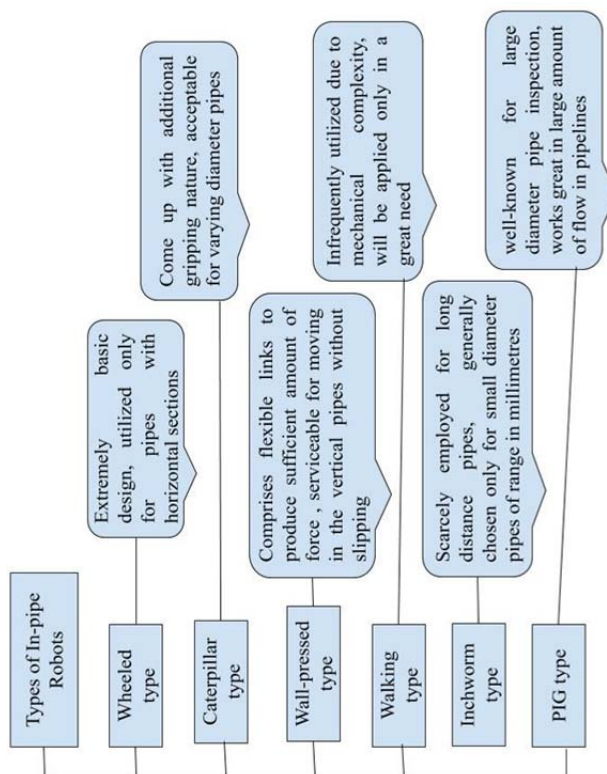 Types of In-pipe
Robots
Wheeled
type
Extremely basic
design, utilized only
for pipes with
horizontal sections
Caterpillar
type
Come up with additional
gripping nature, acceptable
for varying diameter pipes
Wall-pressed
type
Comprises flexible links to
produce sufficient amount of
force , serviceable for moving
in the vertical pipes without
slipping
Walking
type
Infrequently utilized due to
mechanical complexity,
will be applied only in a
great need
Inchworm
type
Scarcely employed for long
distance pipes, generally
chosen only for small diameter
pipes of range in millimetres
PIG type
well-known for large
diameter pipe inspection,
works great in large amount
of flow in pipelines